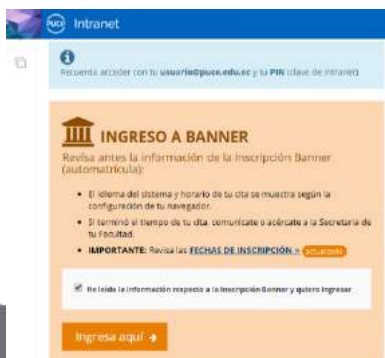 puce Intranet
Recuerda acceder con tu usuario@puce.edu.ec y tu PIN (clave de intranet)
INGRESO A BANNER
Revisa antes la información de la Inscripción Banner
(automatrícula):
El idioma del sistema y horario de tu cita se muestra según la
configuración de tu navegador.
Si terminó el tiempo de tu cita, comunícate o acércate a la Secretaría de
tu Facultad.
IMPORTANTE: Revisa las FECHAS DE INSCRIPCIÓN » actualizado
He leído la información respecto a la Inscripción Banner y quiero ingresar
Ingresa aquí →